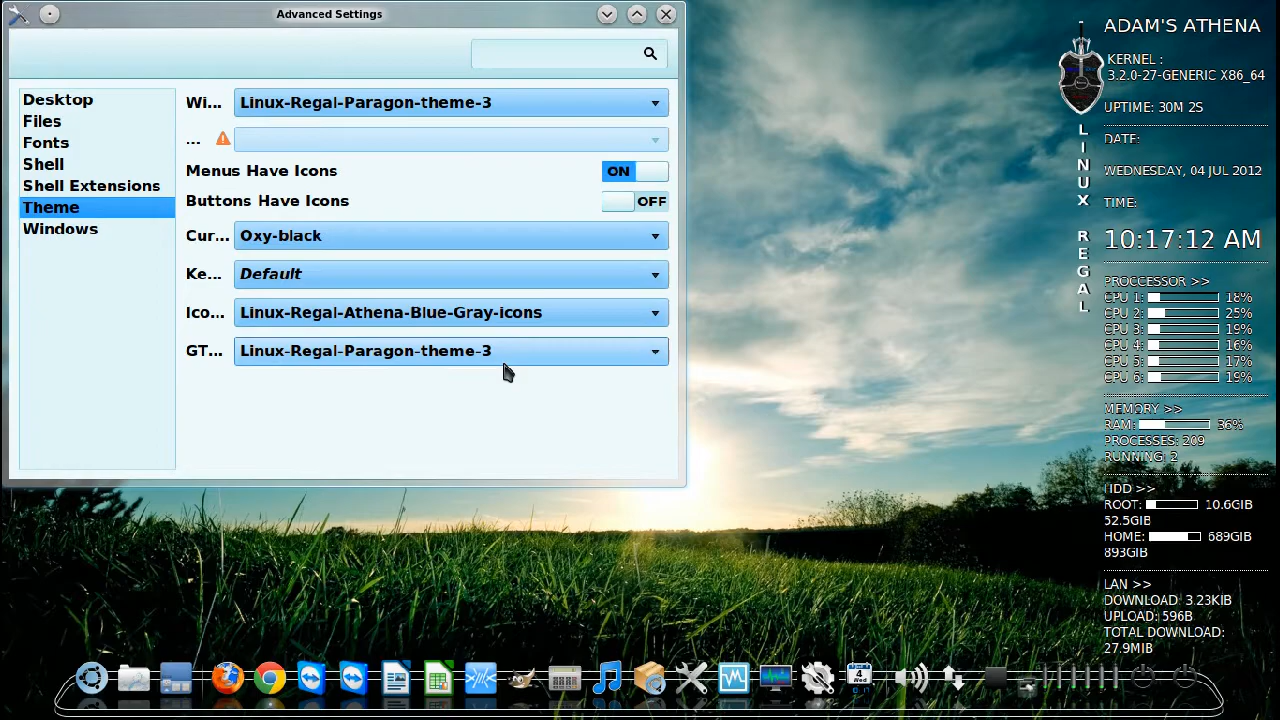 Advanced Settings
Desktop
Files
Fonts
Shell
Shell Extensions
Theme
Windows
Wi... Linux-Regal-Paragon-theme-3
...
Menus Have Icons ON
Buttons Have Icons OFF
Cur... Oxy-black
Ke... Default
Ico... Linux-Regal-Athena-Blue-Gray-icons
GT... Linux-Regal-Paragon-theme-3
LINUX REGAL
ADAM'S ATHENA
KERNEL :
3.2.0-27-GENERIC X86_64
UPTIME: 30M 2S
DATE:
WEDNESDAY, 04 JUL 2012
TIME:
10:17:12 AM
PROCCESSOR >>
CPU 1: 18%
CPU 2: 25%
CPU 3: 19%
CPU 4: 16%
CPU 5: 17%
CPU 6: 19%
MEMORY >>
RAM: 36%
PROCESSES: 209
RUNNING: 2
HDD >>
ROOT: 10.6GIB
52.5GIB
HOME: 689GIB
893GIB
LAN >>
DOWNLOAD: 3.23KIB
UPLOAD: 596B
TOTAL DOWNLOAD:
27.9MIB
4
Wed